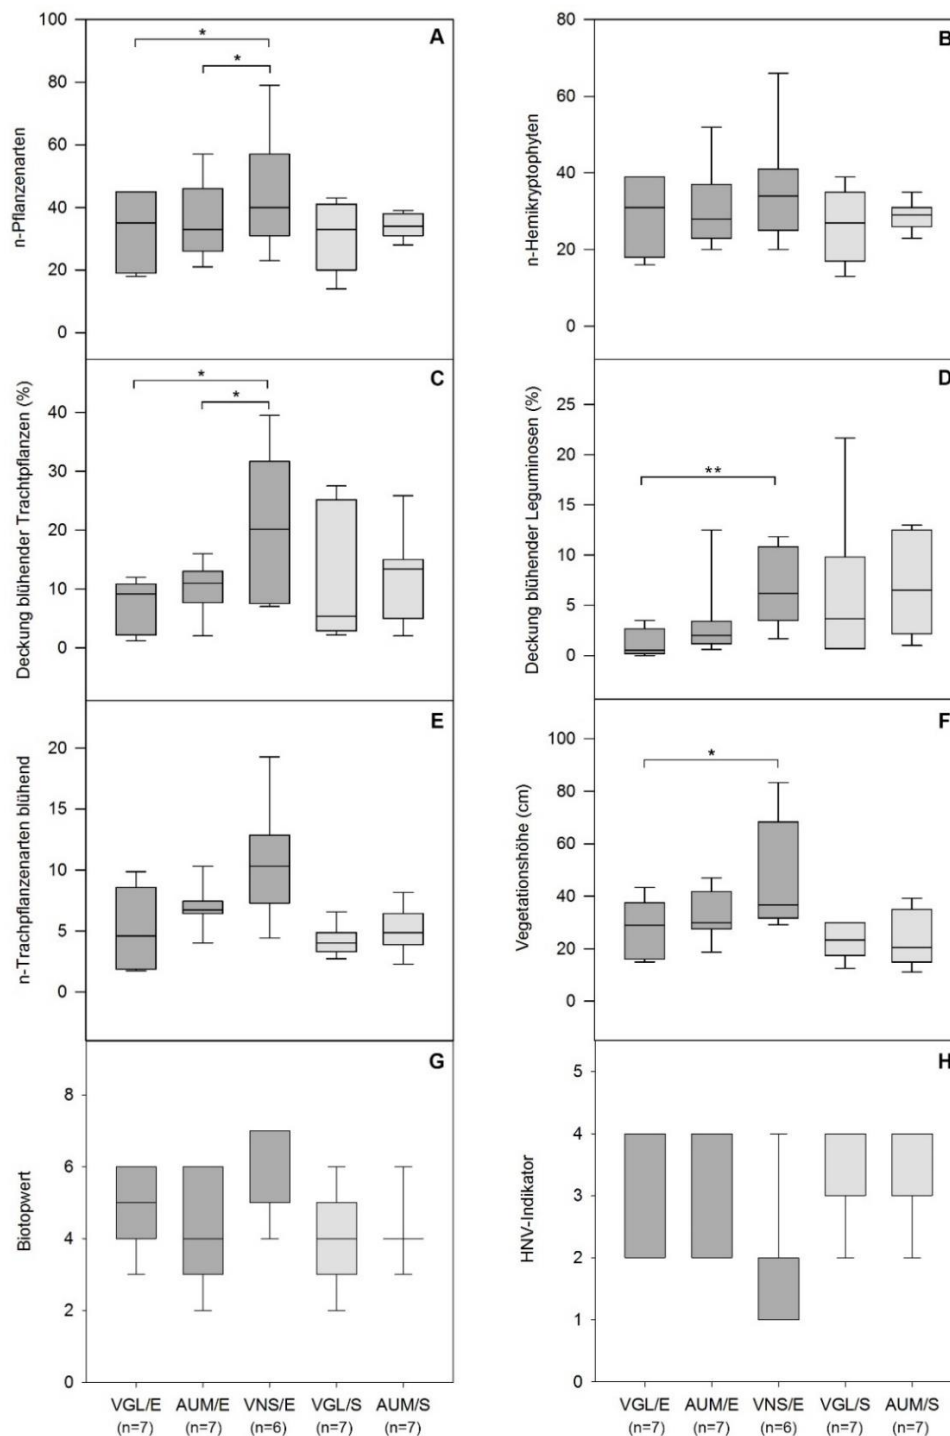 A
n-Pflanzenarten
100
80
60
40
20
0
*
*
B
n-Hemikryptophyten
80
60
40
20
0
C
Deckung blühender Trachtpflanzen (%)
40
30
20
10
0
*
*
D
Deckung blühender Leguminosen (%)
25
20
15
10
5
0
**
E
n-Trachpflanzenarten blühend
20
15
10
5
0
F
Vegetationshöhe (cm)
100
80
60
40
20
0
*
G
Biotopwert
8
6
4
2
0
H
HNV-Indikator
5
4
3
2
1
0
VGL/E AUM/E VNS/E VGL/S AUM/S
(n=7) (n=7) (n=6) (n=7) (n=7)
VGL/E AUM/E VNS/E VGL/S AUM/S
(n=7) (n=7) (n=6) (n=7) (n=7)